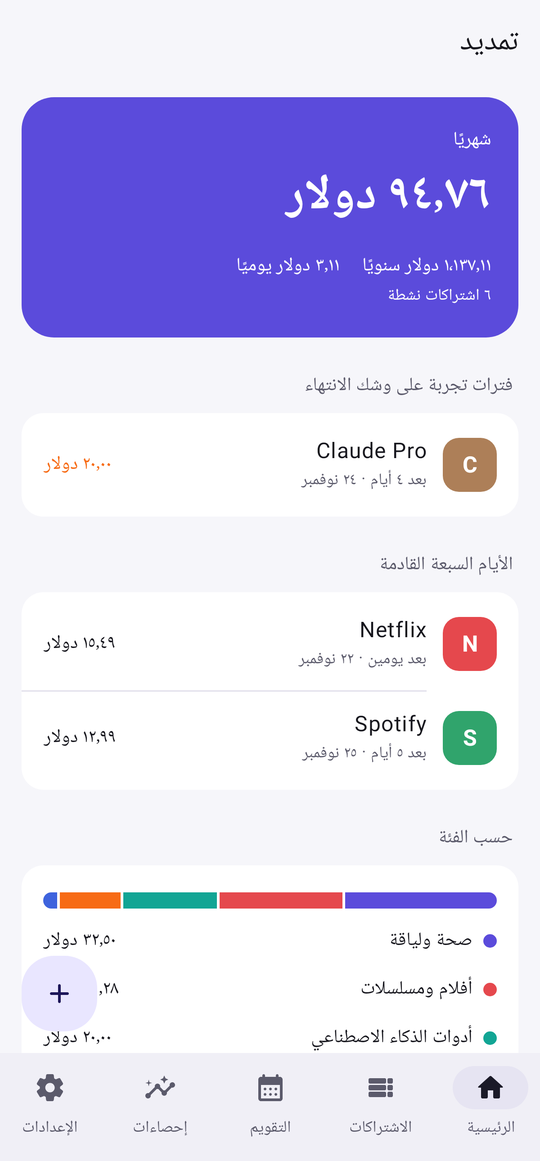 تمديد
شهريًا
٩٤٫٧٦ دولار
١٬١٣٧٫١١ دولار سنويًا ٣٫١١ دولار يوميًا
٦ اشتراكات نشطة
فترات تجربة على وشك الانتهاء
C
Claude Pro
بعد ٤ أيام · ٢٤ نوفمبر
٢٠٫٠٠ دولار
الأيام السبعة القادمة
N
Netflix
بعد يومين · ٢٢ نوفمبر
١٥٫٤٩ دولار
S
Spotify
بعد ٥ أيام · ٢٥ نوفمبر
١٢٫٩٩ دولار
حسب الفئة
صحة ولياقة ٣٢٫٥٠ دولار
أفلام ومسلسلات ٫٢٨
أدوات الذكاء الاصطناعي ٢٠٫٠٠ دولار
الرئيسية الاشتراكات التقويم إحصاءات الإعدادات